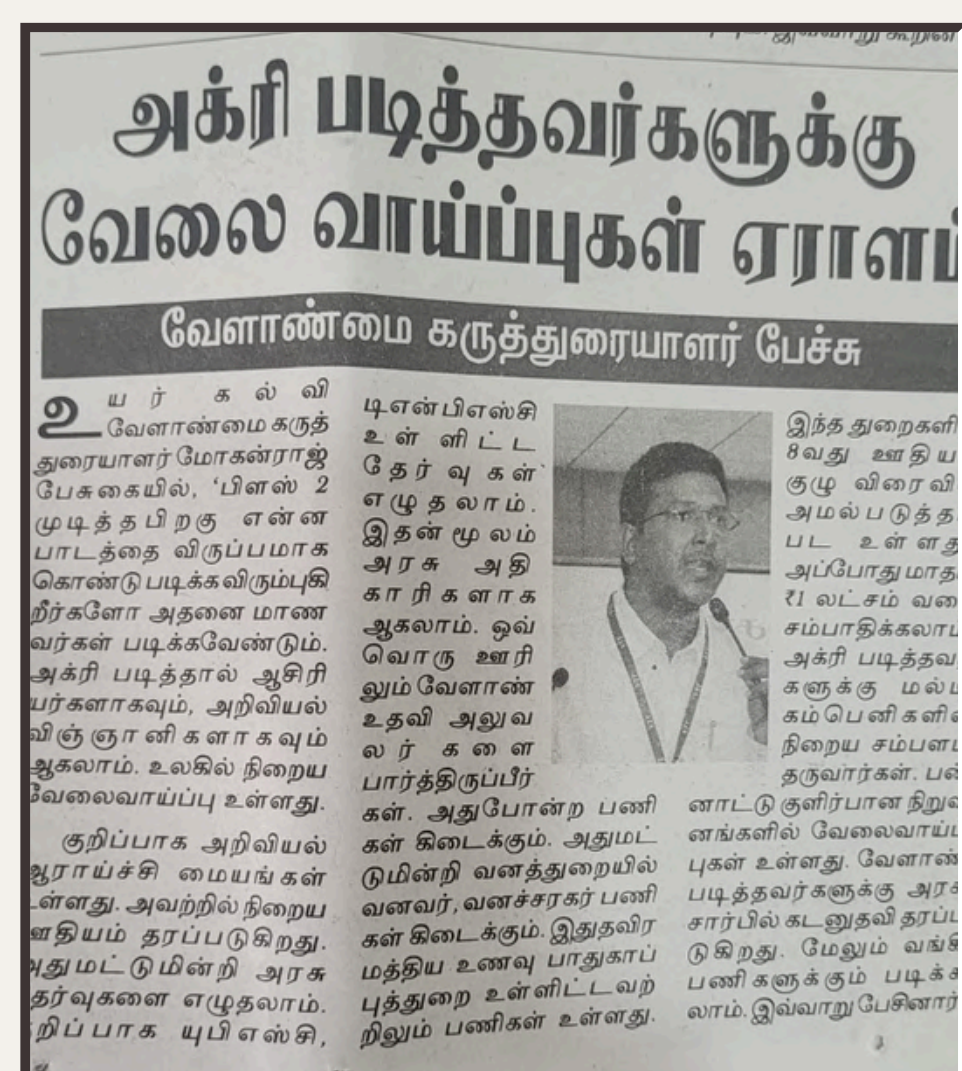 இவ்வாறு கூறினார்
அக்ரி படித்தவர்களுக்கு
வேலை வாய்ப்புகள் ஏராளம்
வேளாண்மை கருத்துரையாளர் பேச்சு
உயர் கல்வி
வேளாண்மை கருத்
துரையாளர் மோகன்ராஜ்
பேசுகையில், ‘பிளஸ் 2
முடித்தபிறகு என்ன
பாடத்தை விருப்பமாக
கொண்டு படிக்கவிரும்புகி
றீர்களோ அதனை மாண
வர்கள் படிக்கவேண்டும்.
அக்ரி படித்தால் ஆசிரி
யர்களாகவும், அறிவியல்
விஞ்ஞானிகளாகவும்
ஆகலாம். உலகில் நிறைய
வேலைவாய்ப்பு உள்ளது.
குறிப்பாக அறிவியல்
ஆராய்ச்சி மையங்கள்
உள்ளது. அவற்றில் நிறைய
ஊதியம் தரப்படுகிறது.
அதுமட்டுமின்றி அரசு
தேர்வுகளை எழுதலாம்.
குறிப்பாக யுபிஎஸ்சி,
டிஎன்பிஎஸ்சி
உள்ளிட்ட
தேர்வுகள்
எழுதலாம்.
இதன் மூலம்
அரசு அதி
காரிகளாக
ஆகலாம். ஒவ்
வொரு ஊரி
லும் வேளாண்
உதவி அலுவ
லர்களை
பார்த்திருப்பீர்
கள். அதுபோன்ற பணி
கள் கிடைக்கும். அதுமட்
டுமின்றி வனத்துறையில்
வனவர், வனச்சரகர் பணி
கள் கிடைக்கும். இதுதவிர
மத்திய உணவு பாதுகாப்
புத்துறை உள்ளிட்டவற்
றிலும் பணிகள் உள்ளது.
இந்த துறைகளி
8வது ஊதிய
குழு விரைவி
அமல்படுத்த
பட உள்ளது
அப்போது மாத
₹1 லட்சம் வரை
சம்பாதிக்கலாம்
அக்ரி படித்தவ
களுக்கு மல்ட
கம்பெனிகளில்
நிறைய சம்பளம்
தருவார்கள். பன்
னாட்டு குளிர்பான நிறுவ
னங்களில் வேலைவாய்ப்
புகள் உள்ளது. வேளாண்
படித்தவர்களுக்கு அரசு
சார்பில் கடனுதவி தரப்ப
டுகிறது. மேலும் வங்கி
பணிகளுக்கும் படிக்க
லாம். இவ்வாறு பேசினார்